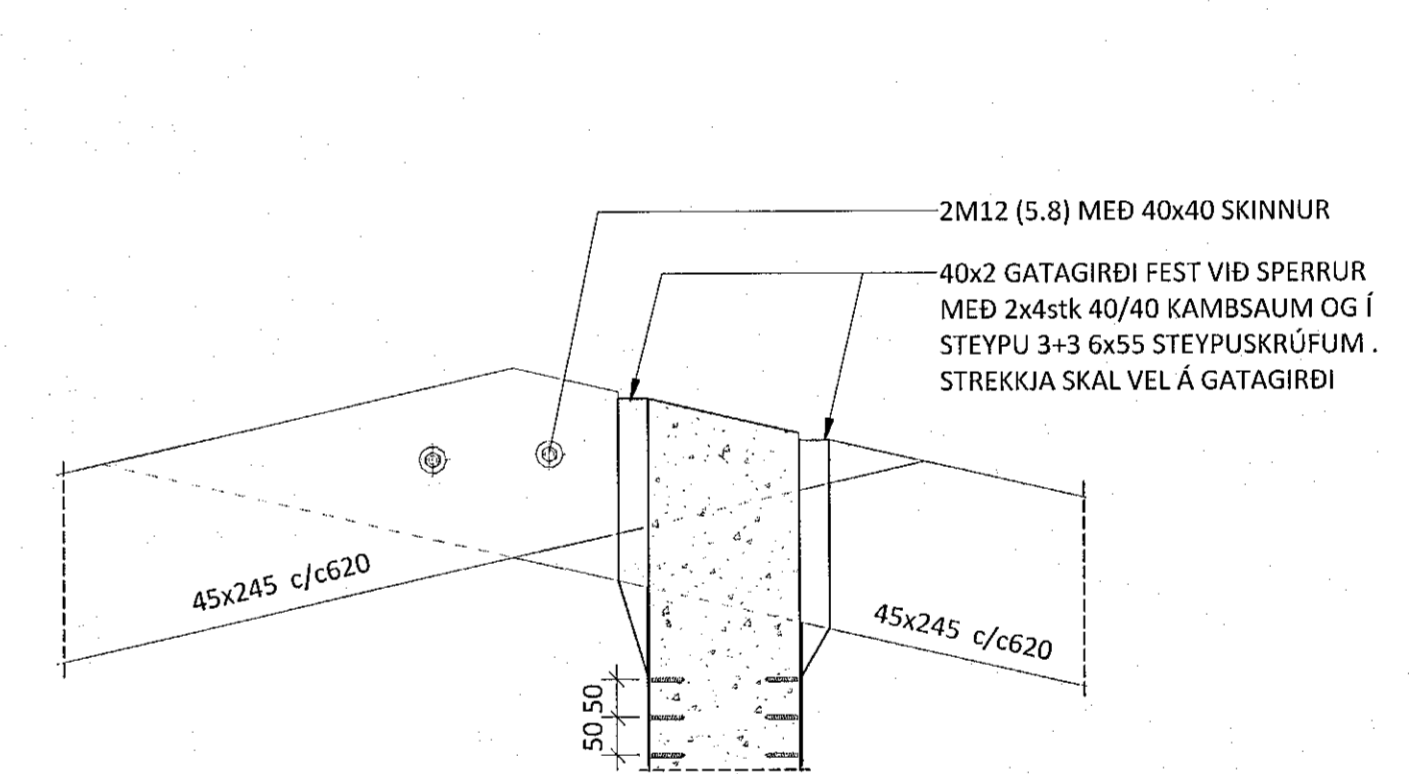 2M12 (5.8) MEÐ 40x40 SKINNUR
40x2 GATAGIRÐI FEST VIÐ SPERRUR
MEÐ 2x4stk 40/40 KAMBSAUM OG Í
STEYPU 3+3 6x55 STEYPUSKRÚFUM .
STREKKJA SKAL VEL Á GATAGIRÐI
45x245 c/c620
45x245 c/c620
50 50